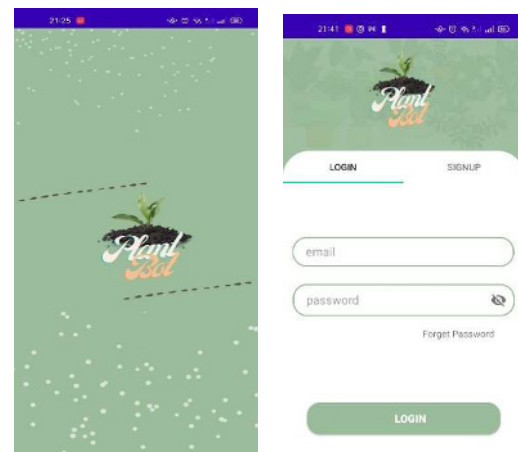 21:25
Plant
Bot
21:41
Plant
Bot
LOGIN
SIGNUP
email
password
Forget Password
LOGIN